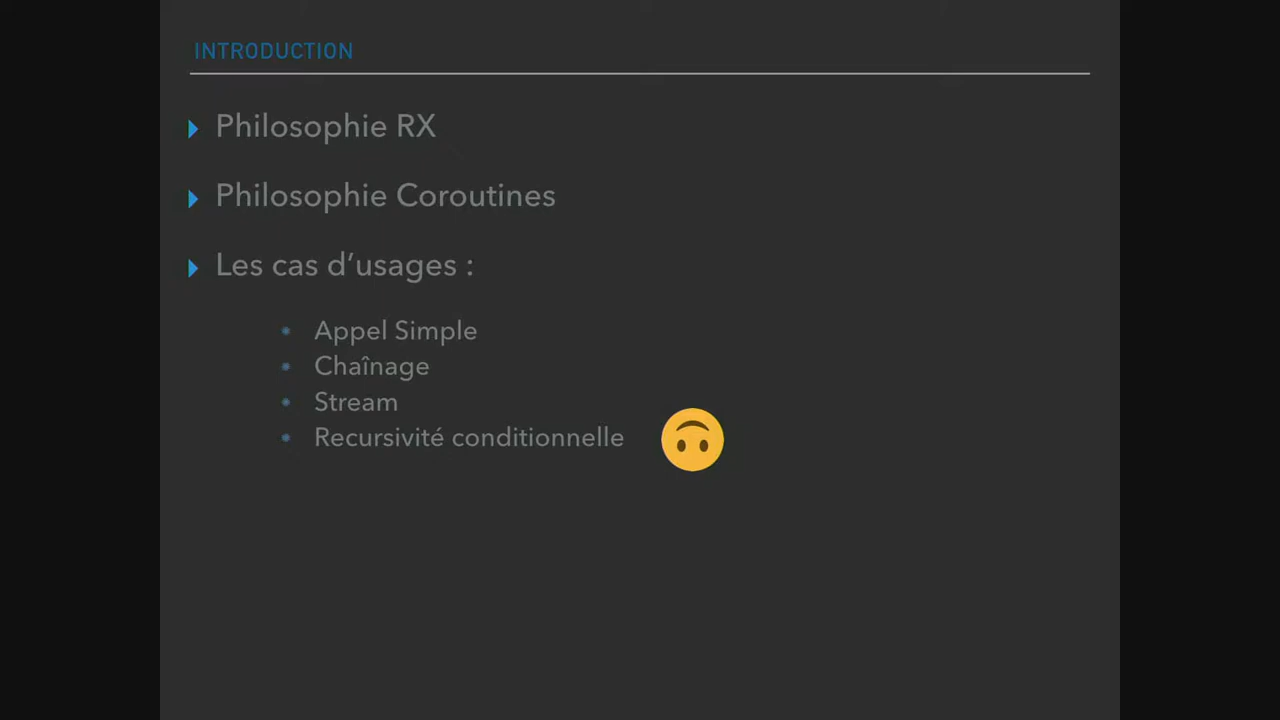 INTRODUCTION
Philosophie RX
Philosophie Coroutines
Les cas d’usages :
Appel Simple
Chaînage
Stream
Recursivité conditionnelle